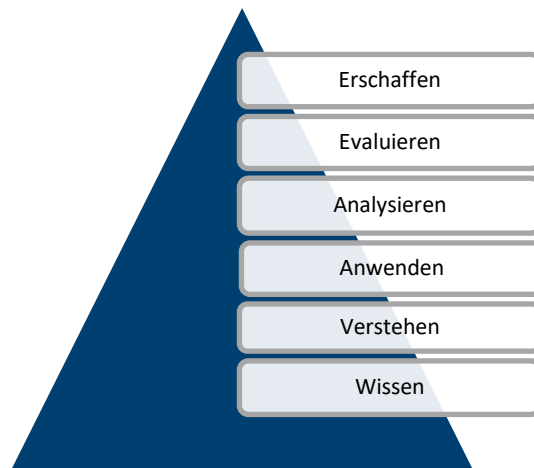 Erschaffen
Evaluieren
Analysieren
Anwenden
Verstehen
Wissen